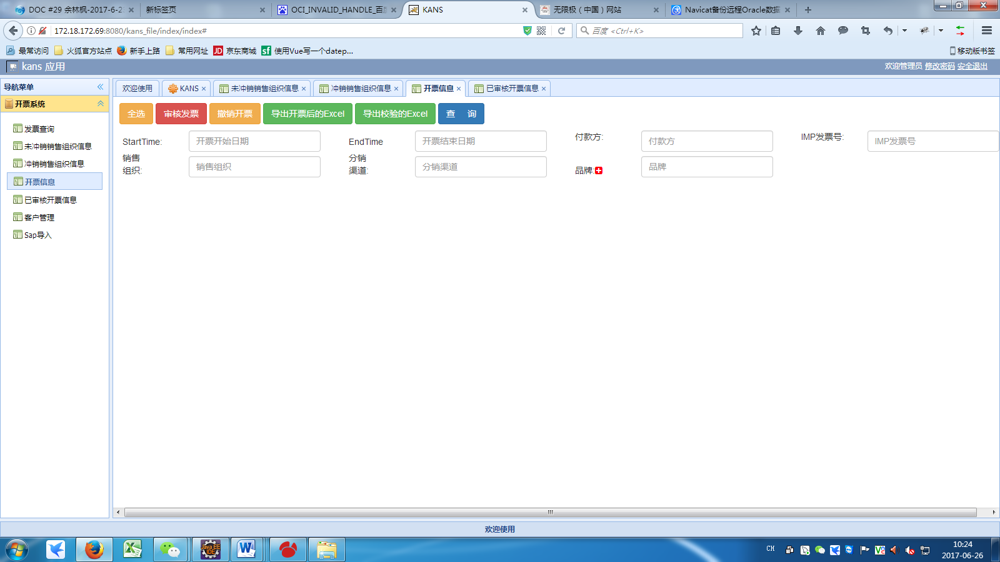 DOC #29 余林枫-2017-6-2
新标签页
OCI_INVALID_HANDLE_百度
KANS
无限极（中国）网站
Navicat备份远程Oracle数据
172.18.172.69:8080/kans_file/index/index#
百度 <Ctrl+K>
最常访问 火狐官方站点 新手上路 常用网址 JD 京东商城 sf 使用Vue写一个datep...
移动版书签
kans 应用
欢迎管理员 修改密码 安全退出
导航菜单
开票系统
发票查询
未冲销销售组织信息
冲销销售组织信息
开票信息
已审核开票信息
客户管理
Sap导入
欢迎使用 KANS 未冲销销售组织信息 冲销销售组织信息 开票信息 已审核开票信息
全选 审核发票 撤销开票 导出开票后的Excel 导出校验的Excel 查 询
StartTime: 开票开始日期 EndTime 开票结束日期 付款方: 付款方 IMP发票号: IMP发票号
销售
组织: 销售组织
分销
渠道: 分销渠道
品牌: 品牌
欢迎使用
Java EE
IDE
CH
10:24
2017-06-26